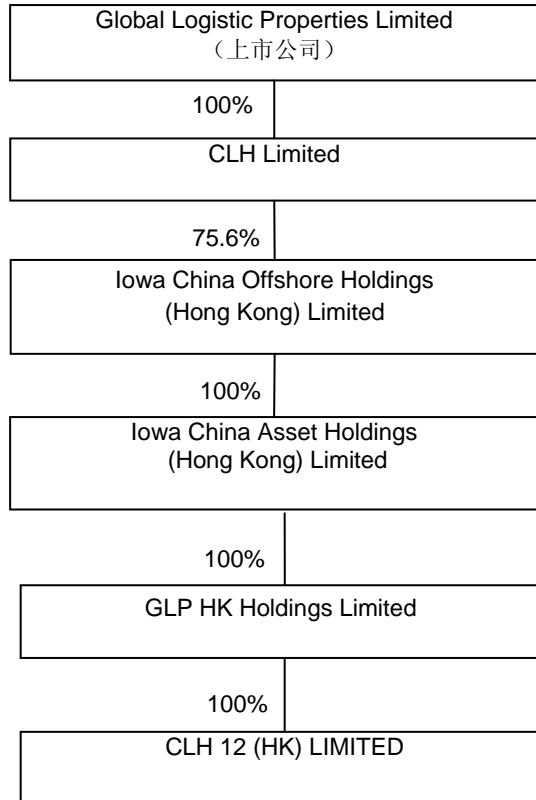 Global Logistic Properties Limited
（上市公司）
100%
CLH Limited
75.6%
Iowa China Offshore Holdings
(Hong Kong) Limited
100%
Iowa China Asset Holdings
(Hong Kong) Limited
100%
GLP HK Holdings Limited
100%
CLH 12 (HK) LIMITED